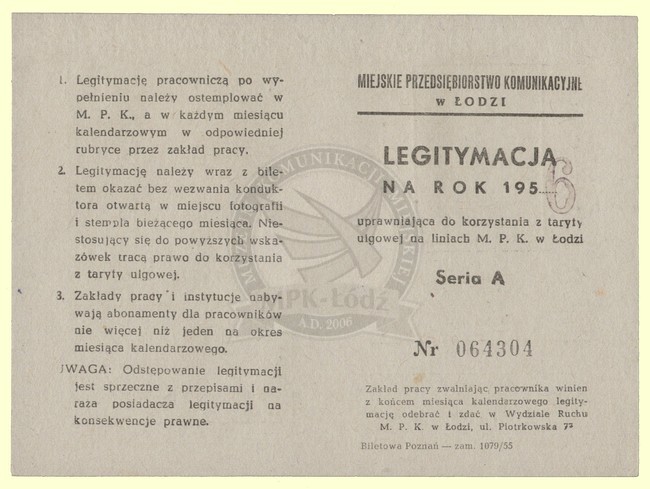 1. Legitymację pracowniczą po wy-
pełnieniu należy ostemplować w
M. P. K., a w każdym miesiącu
kalendarzowym w odpowiedniej
rubryce przez zakład pracy.
2. Legitymację należy wraz z bile-
tem okazać bez wezwania konduk-
tora otwartą w miejscu fotografii
i stempla bieżącego miesiąca. Nie-
stosujący się do powyższych wska-
zówek tracą prawo do korzystania
z taryty ulgowej.
3. Zakłady pracy i instytucje naby-
wają abonamenty dla pracowników
nie więcej niż jeden na okres
miesiąca kalendarzowego.
UWAGA: Odstępowanie legitymacji
jest sprzeczne z przepisami i na-
raża posiadacza legitymacji na
konsekwencje prawne.
MIEJSKIE PRZEDSIĘBIORSTWO KOMUNIKACYJNE
w ŁODZI
LEGITYMACJA
NA ROK 195 6
uprawniająca do korzystania z taryty
ulgowej na liniach M. P. K. w Łodzi
Seria A
Nr 064304
Zakład pracy zwalniając, pracownika winien
z końcem miesiąca kalendarzowego legity-
mację odebrać i zdać w Wydziale Ruchu
M. P. K. w Łodzi, ul. Piotrkowska
Biletowa Poznań — zam. 1079/55
MPK-Łódź
A.D. 2006